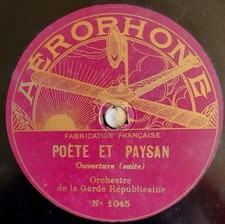 AEROPHONE
FABRICATION FRANÇAISE
POÈTE ET PAYSAN
Ouverture (suite)
Orchestre
de la Garde Républicaine
Nº 1045